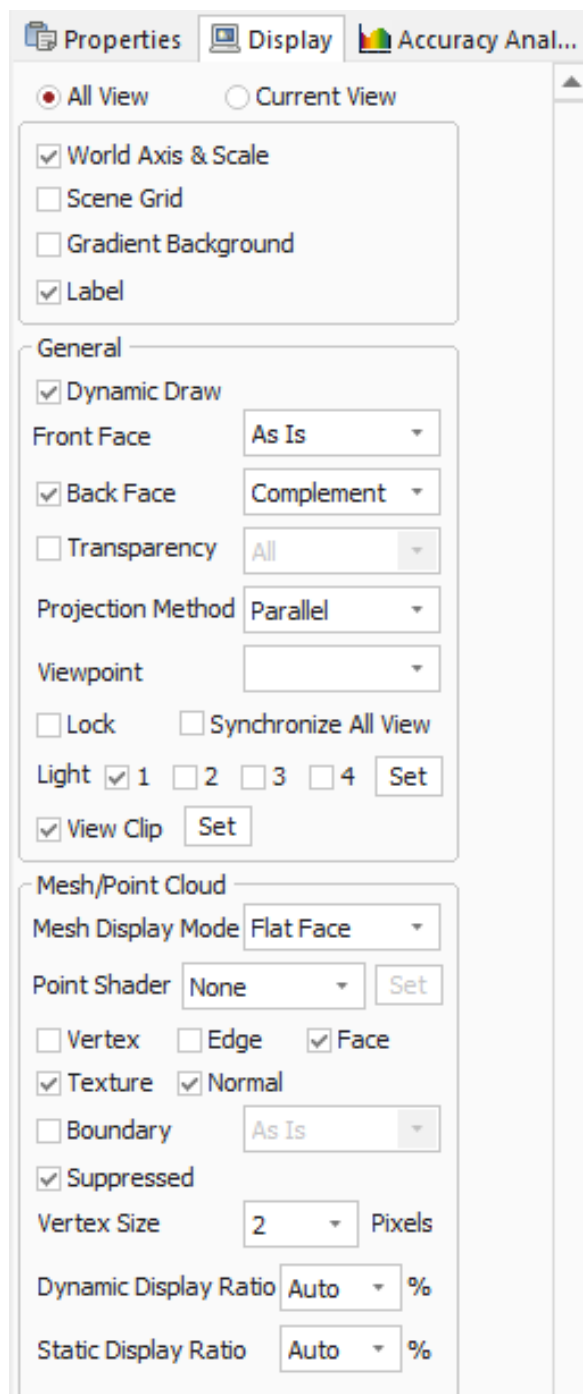 Properties Display Accuracy Anal...
All View Current View
World Axis & Scale
Scene Grid
Gradient Background
Label
General
Dynamic Draw
Front Face As Is
Back Face Complement
Transparency All
Projection Method Parallel
Viewpoint
Lock Synchronize All View
Light 1 2 3 4 Set
View Clip Set
Mesh/Point Cloud
Mesh Display Mode Flat Face
Point Shader None Set
Vertex Edge Face
Texture Normal
Boundary As Is
Suppressed
Vertex Size 2 Pixels
Dynamic Display Ratio Auto %
Static Display Ratio Auto %